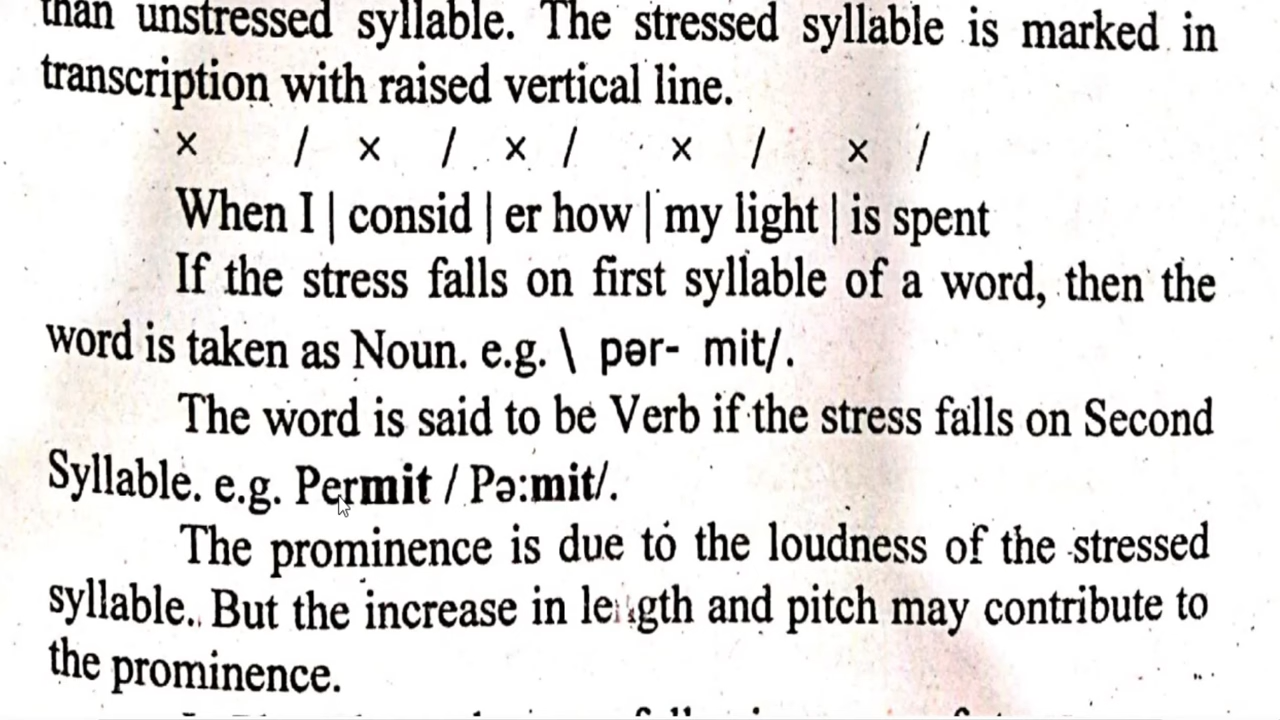 than unstressed syllable. The stressed syllable is marked in
transcription with raised vertical line.
× / × / × / × / × /
When I | consid | er how | my light | is spent
If the stress falls on first syllable of a word, then the
word is taken as Noun. e.g. \ pər- mit/.
The word is said to be Verb if the stress falls on Second
Syllable. e.g. Permit / Pə:mit/.
The prominence is due to the loudness of the stressed
syllable. But the increase in length and pitch may contribute to
the prominence.